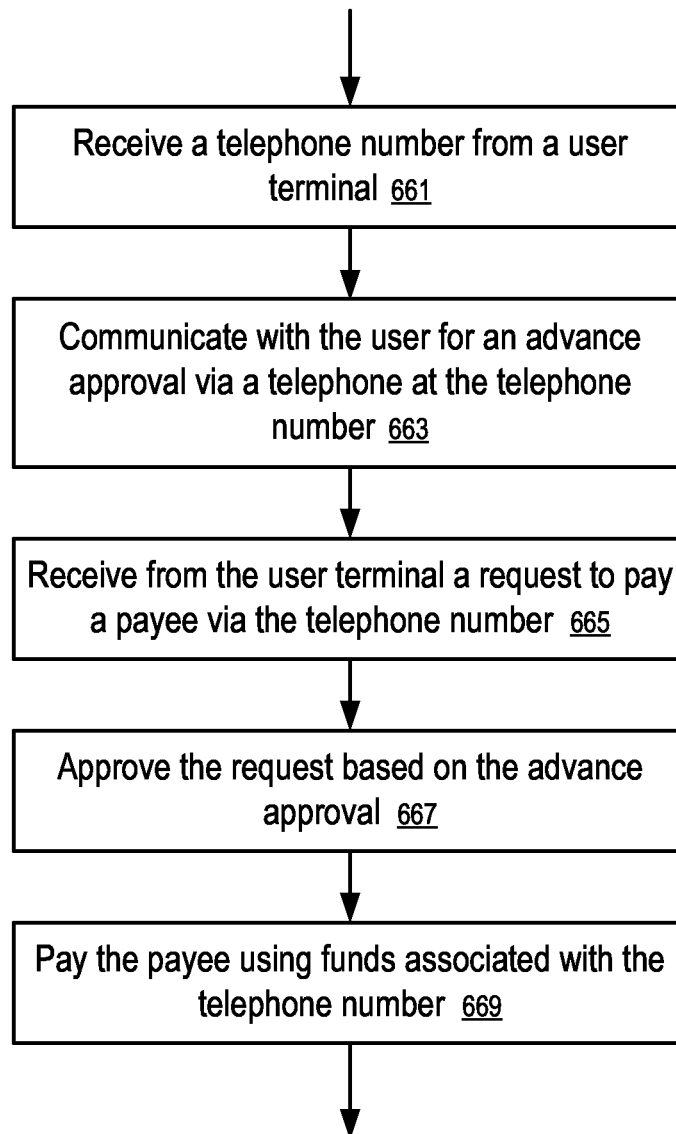 Receive a telephone number from a user
terminal 661
Communicate with the user for an advance
approval via a telephone at the telephone
number 663
Receive from the user terminal a request to pay
a payee via the telephone number 665
Approve the request based on the advance
approval 667
Pay the payee using funds associated with the
telephone number 669